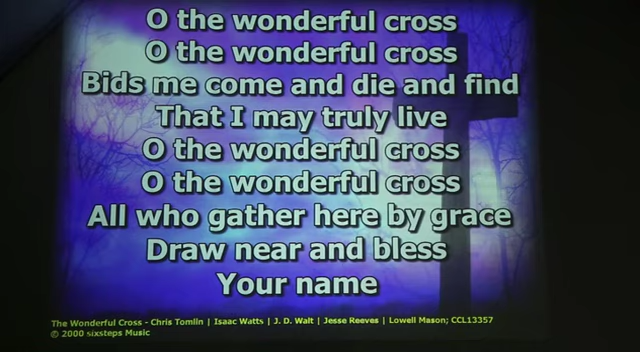 O the wonderful cross
O the wonderful cross
Bids me come and die and find
That I may truly live
O the wonderful cross
O the wonderful cross
All who gather here by grace
Draw near and bless
Your name
The Wonderful Cross - Chris Tomlin | Isaac Watts | J. D. Walt | Jesse Reeves | Lowell Mason; CCL13357
© 2000 sixsteps Music